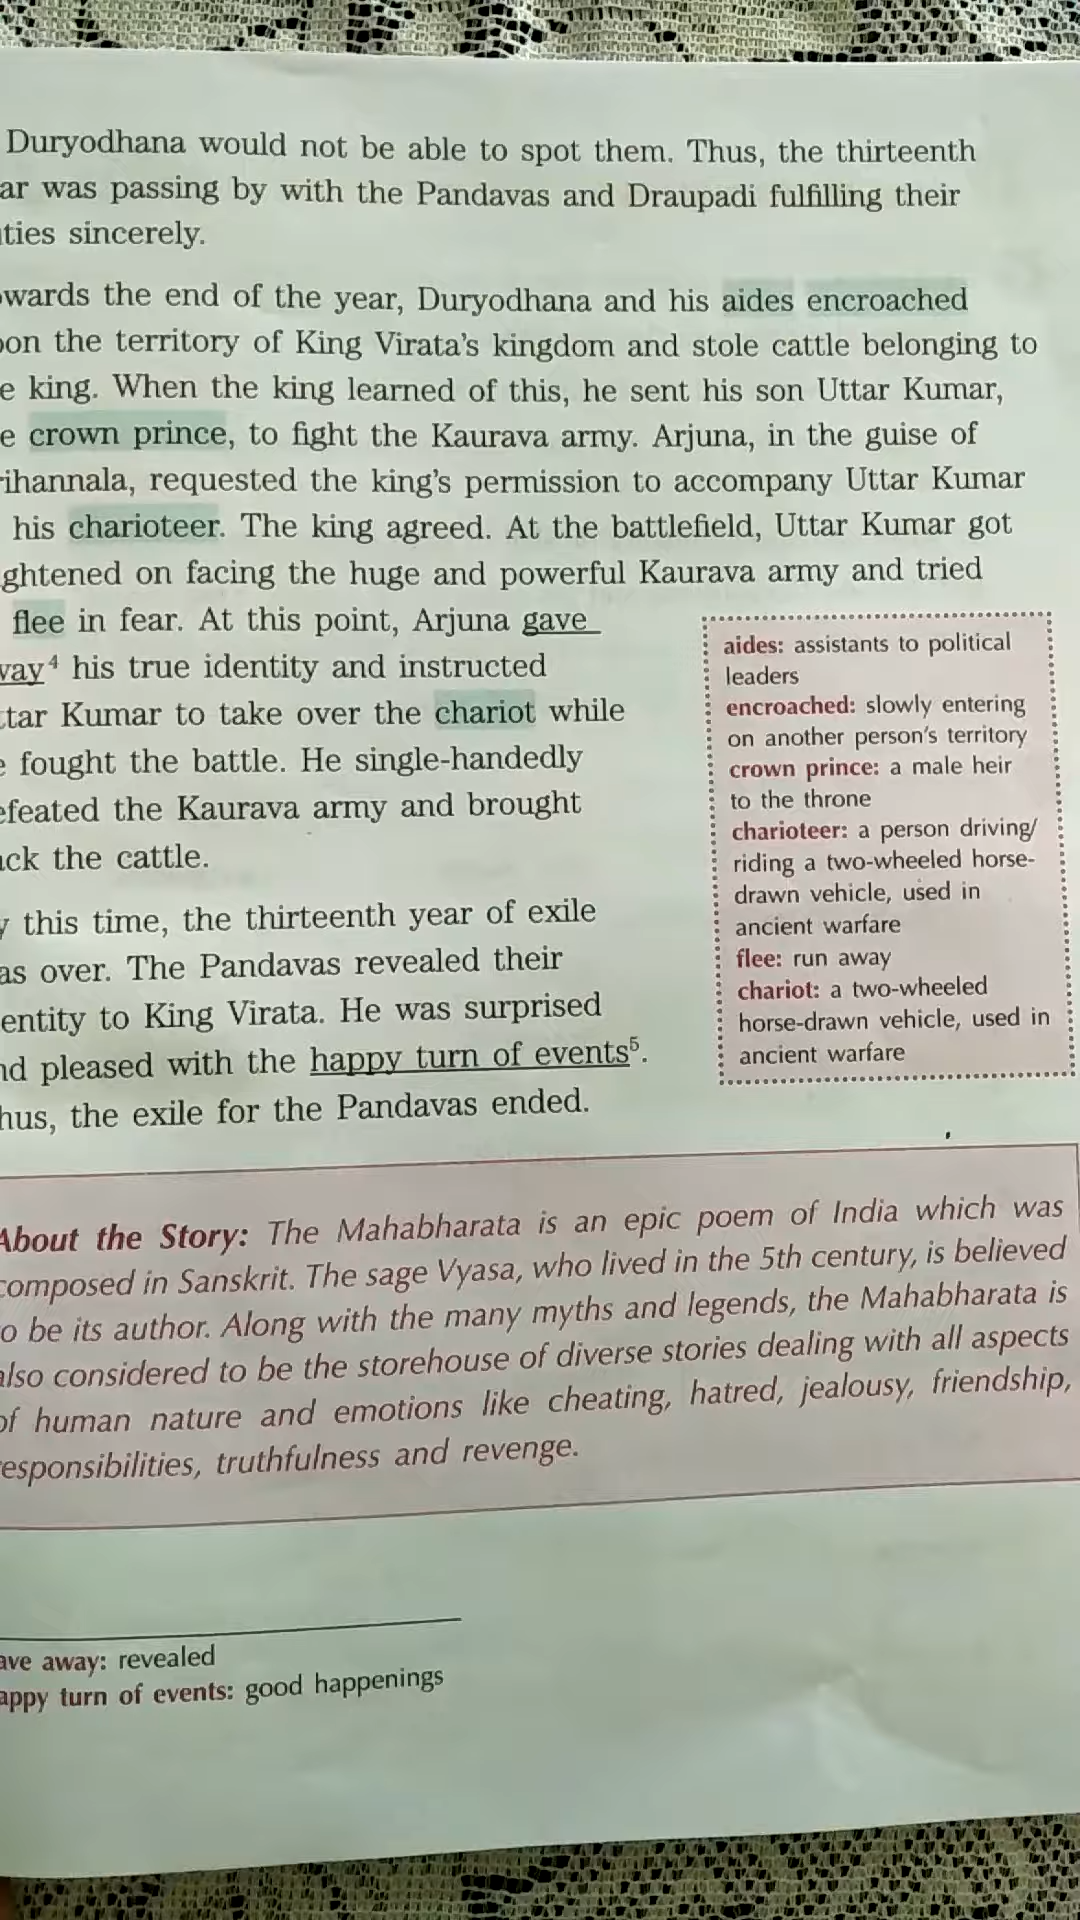 Duryodhana would not be able to spot them. Thus, the thirteenth
ar was passing by with the Pandavas and Draupadi fulfilling their
ties sincerely.
wards the end of the year, Duryodhana and his aides encroached
on the territory of King Virata's kingdom and stole cattle belonging to
e king. When the king learned of this, he sent his son Uttar Kumar,
e crown prince, to fight the Kaurava army. Arjuna, in the guise of
rihannala, requested the king's permission to accompany Uttar Kumar
his charioteer. The king agreed. At the battlefield, Uttar Kumar got
ghtened on facing the huge and powerful Kaurava army and tried
flee in fear. At this point, Arjuna gave
way⁴ his true identity and instructed
tar Kumar to take over the chariot while
e fought the battle. He single-handedly
efeated the Kaurava army and brought
ck the cattle.
y this time, the thirteenth year of exile
as over. The Pandavas revealed their
entity to King Virata. He was surprised
nd pleased with the happy turn of events⁵.
hus, the exile for the Pandavas ended.
aides: assistants to political
leaders
encroached: slowly entering
on another person's territory
crown prince: a male heir
to the throne
charioteer: a person driving/
riding a two-wheeled horse-
drawn vehicle, used in
ancient warfare
flee: run away
chariot: a two-wheeled
horse-drawn vehicle, used in
ancient warfare
About the Story: The Mahabharata is an epic poem of India which was
composed in Sanskrit. The sage Vyasa, who lived in the 5th century, is believed
o be its author. Along with the many myths and legends, the Mahabharata is
also considered to be the storehouse of diverse stories dealing with all aspects
of human nature and emotions like cheating, hatred, jealousy, friendship,
esponsibilities, truthfulness and revenge.
ave away: revealed
appy turn of events: good happenings